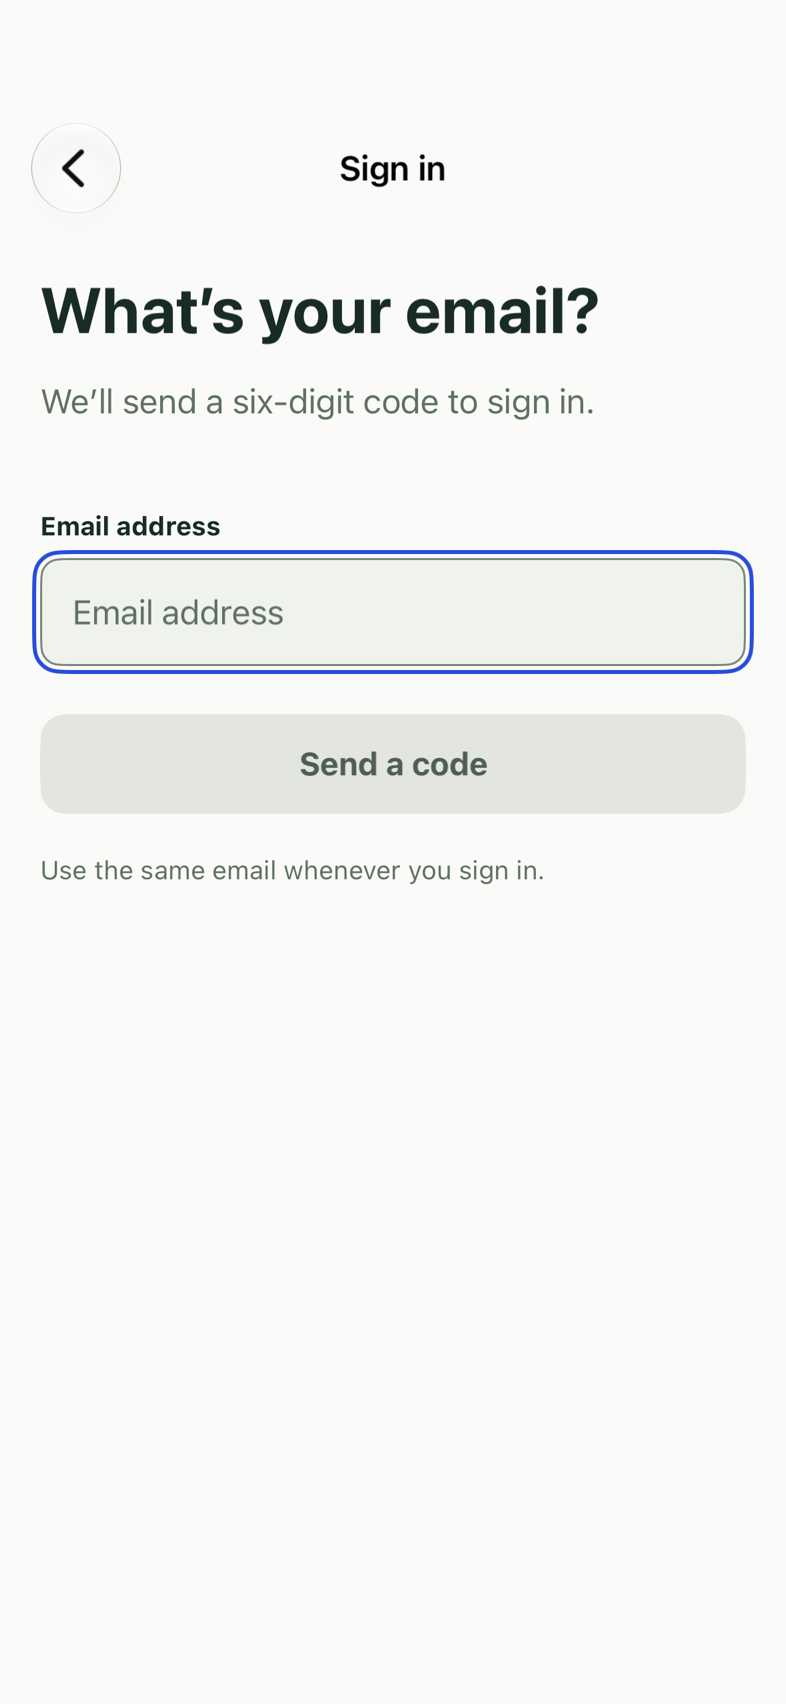 Sign in
What’s your email?
We’ll send a six-digit code to sign in.
Email address
Email address
Send a code
Use the same email whenever you sign in.